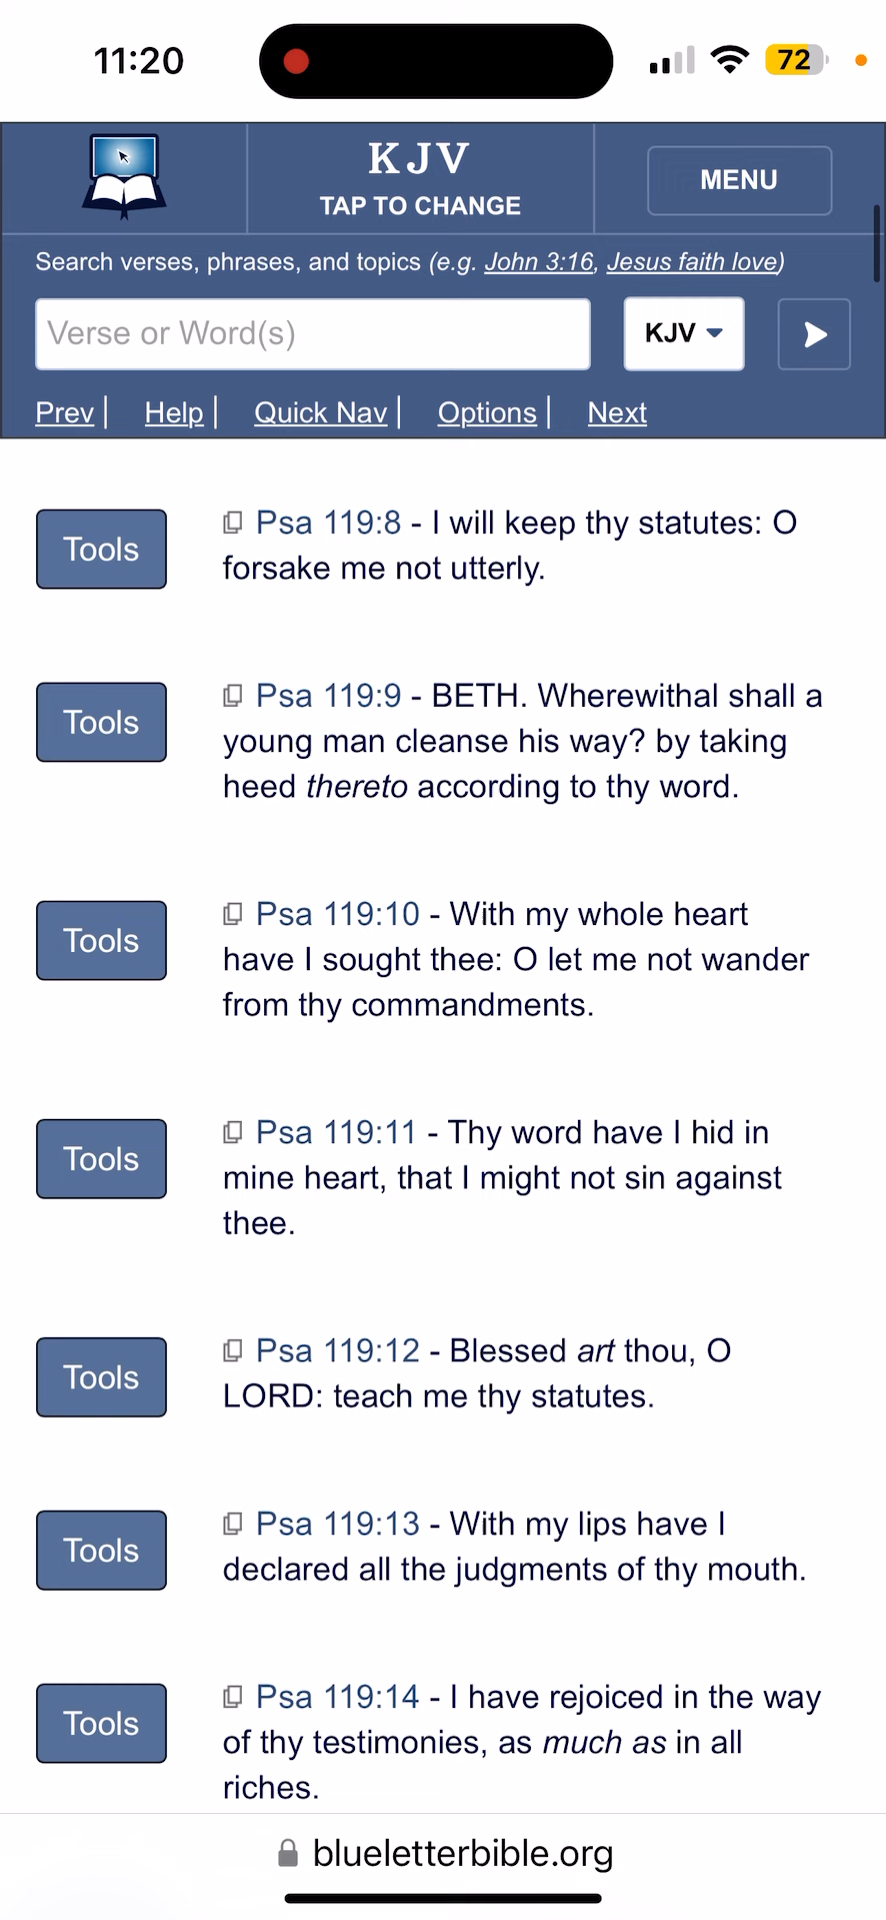 11:20
72
KJV
TAP TO CHANGE
MENU
Search verses, phrases, and topics (e.g. John 3:16, Jesus faith love)
Verse or Word(s)
KJV
Prev | Help | Quick Nav | Options | Next
Tools
Psa 119:8 - I will keep thy statutes: O
forsake me not utterly.
Tools
Psa 119:9 - BETH. Wherewithal shall a
young man cleanse his way? by taking
heed thereto according to thy word.
Tools
Psa 119:10 - With my whole heart
have I sought thee: O let me not wander
from thy commandments.
Tools
Psa 119:11 - Thy word have I hid in
mine heart, that I might not sin against
thee.
Tools
Psa 119:12 - Blessed art thou, O
LORD: teach me thy statutes.
Tools
Psa 119:13 - With my lips have I
declared all the judgments of thy mouth.
Tools
Psa 119:14 - I have rejoiced in the way
of thy testimonies, as much as in all
riches.
blueletterbible.org